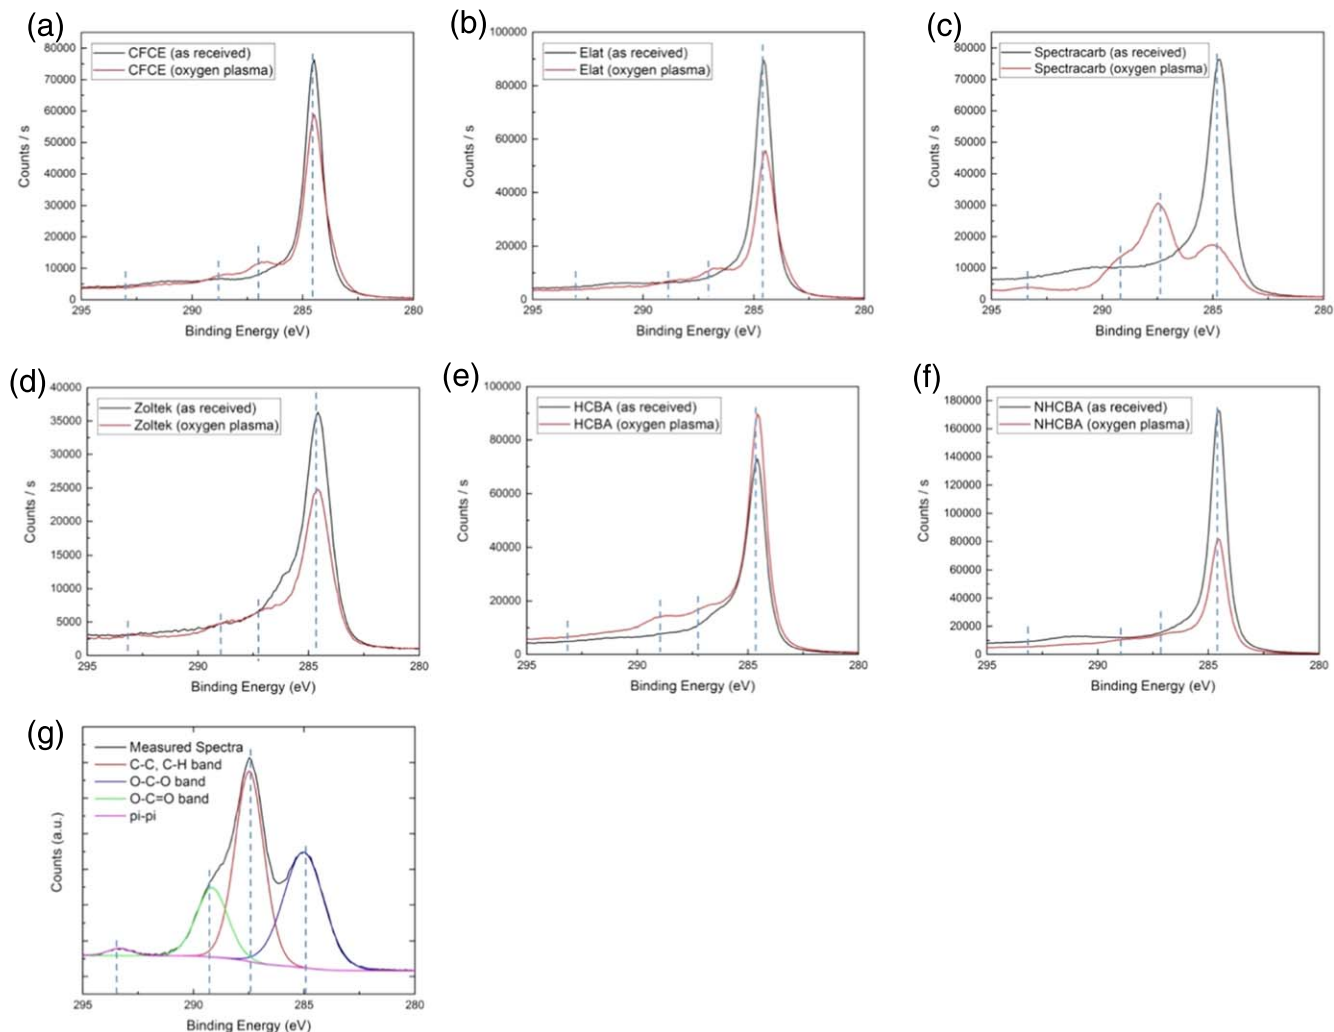 (a)
80000
70000
60000
50000
40000
30000
20000
10000
0
Counts / s
CFCE (as received)
CFCE (oxygen plasma)
295
290
285
280
Binding Energy (eV)
(b)
100000
80000
60000
40000
20000
0
Counts / s
Elat (as received)
Elat (oxygen plasma)
295
290
285
280
Binding Energy (eV)
(c)
80000
70000
60000
50000
40000
30000
20000
10000
0
Counts / s
Spectracarb (as received)
Spectracarb (oxygen plasma)
295
290
285
280
Binding Energy (eV)
(d)
40000
35000
30000
25000
20000
15000
10000
5000
0
Counts / s
Zoltek (as received)
Zoltek (oxygen plasma)
295
290
285
280
Binding Energy (eV)
(e)
100000
80000
60000
40000
20000
0
Counts / s
HCBA (as received)
HCBA (oxygen plasma)
295
290
285
280
Binding Energy (eV)
(f)
180000
160000
140000
120000
100000
80000
60000
40000
20000
0
Counts / s
NHCBA (as received)
NHCBA (oxygen plasma)
295
290
285
280
Binding Energy (eV)
(g)
Counts (a.u.)
Measured Spectra
C-C, C-H band
O-C-O band
O-C=O band
pi-pi
295
290
285
280
Binding Energy (eV)